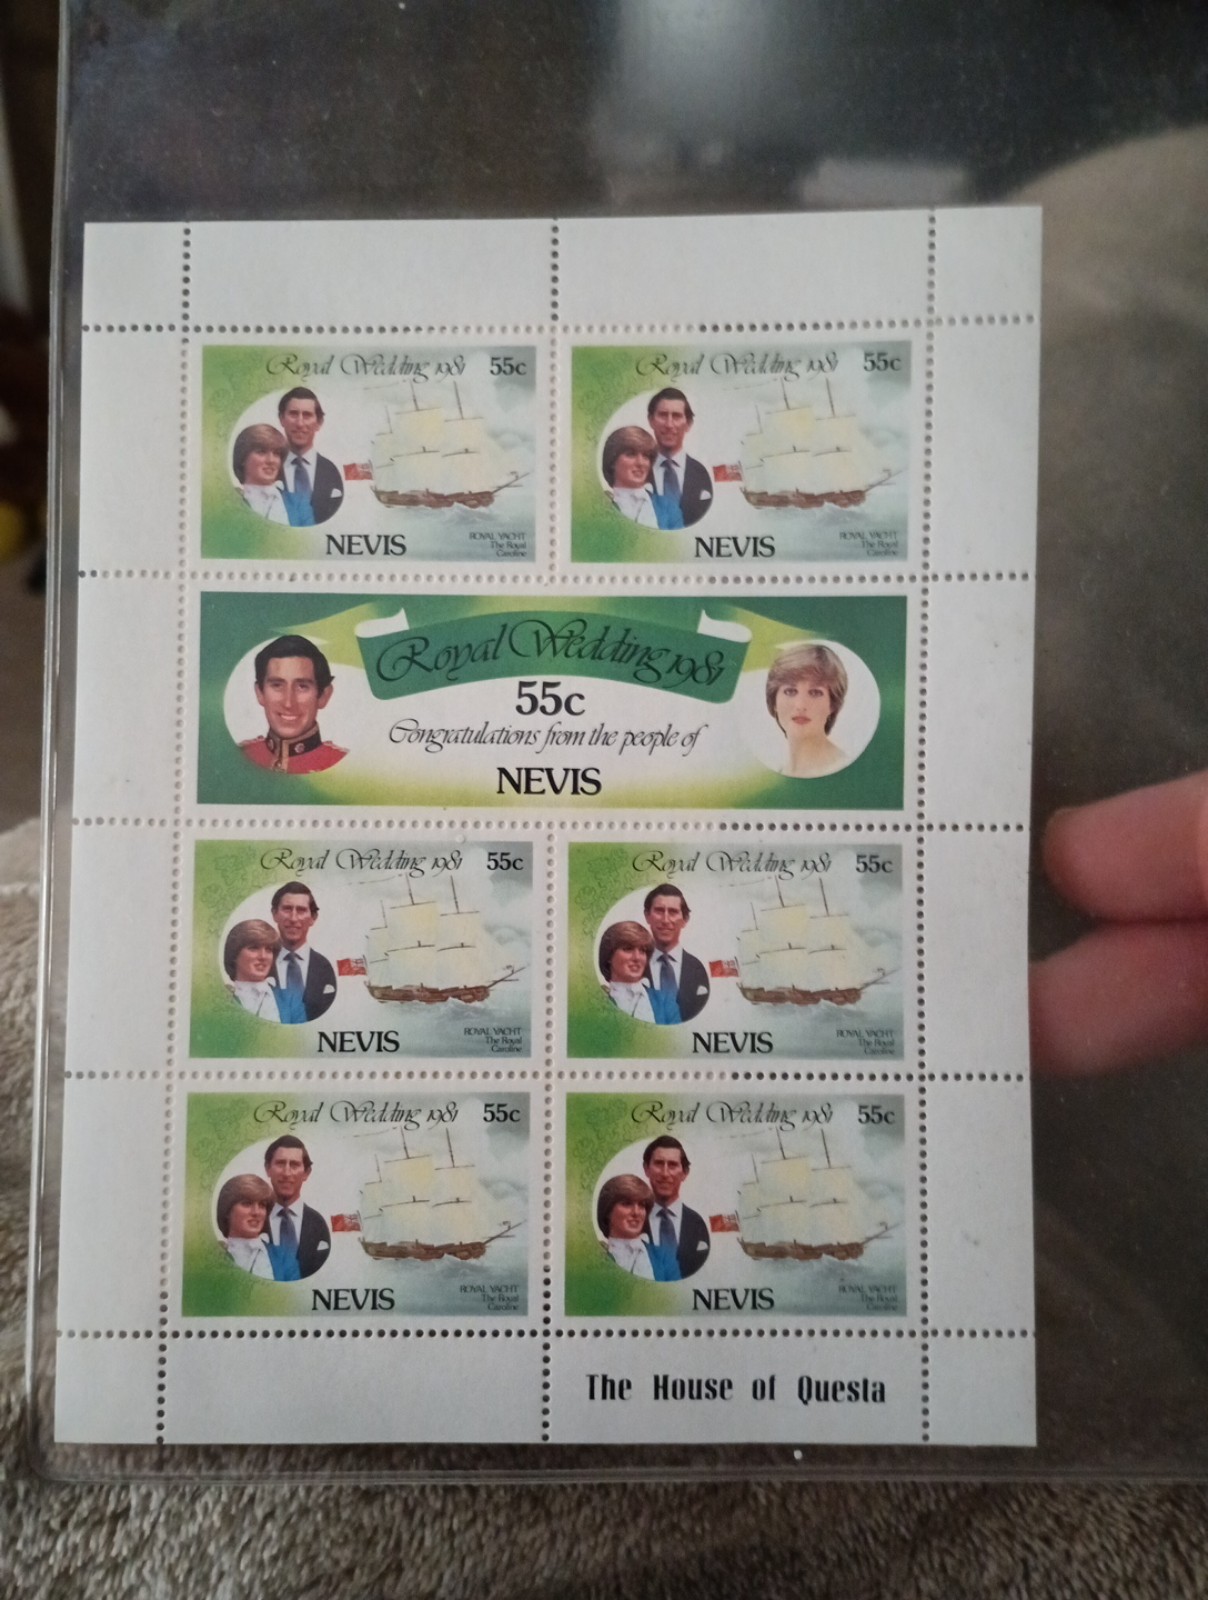 Royal Wedding 1981 55c
NEVIS
ROYAL YACHT
The Royal
Caroline
Royal Wedding 1981 55c
NEVIS
ROYAL YACHT
The Royal
Caroline
Royal Wedding 1981
55c
Congratulations from the people of
NEVIS
Royal Wedding 1981 55c
NEVIS
ROYAL YACHT
The Royal
Caroline
Royal Wedding 1981 55c
NEVIS
ROYAL YACHT
The Royal
Caroline
Royal Wedding 1981 55c
NEVIS
ROYAL YACHT
The Royal
Caroline
Royal Wedding 1981 55c
NEVIS
ROYAL YACHT
The Royal
Caroline
The House of Questa